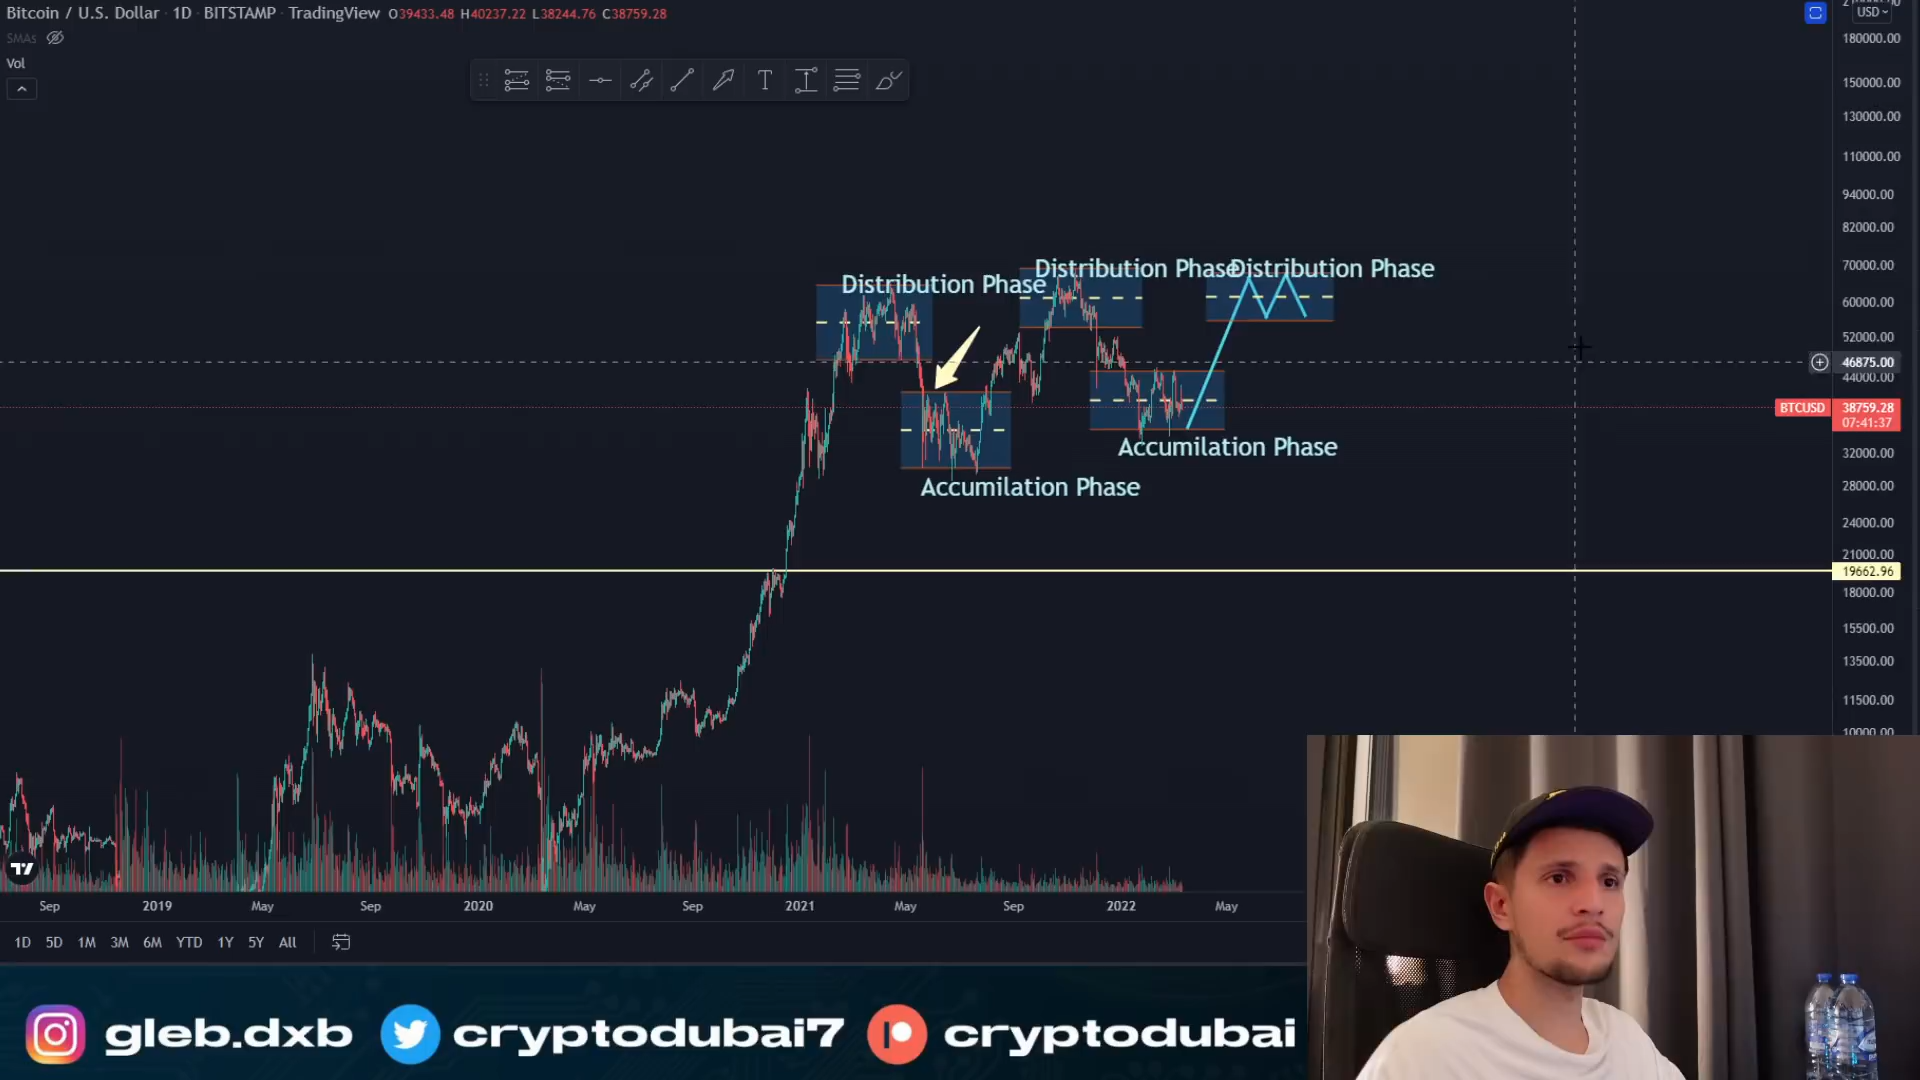 Bitcoin / U.S. Dollar · 1D · BITSTAMP · TradingView O39433.48 H40237.22 L38244.76 C38759.28
USD
SMAs
Vol
180000.00
150000.00
130000.00
110000.00
94000.00
82000.00
70000.00
60000.00
52000.00
46875.00
44000.00
BTCUSD 38759.28
07:41:37
32000.00
28000.00
24000.00
21000.00
19662.96
18000.00
15500.00
13500.00
11500.00
10000.00
Distribution Phase
Distribution Phase
Distribution Phase
Accumilation Phase
Accumilation Phase
Sep 2019 May Sep 2020 May Sep 2021 May Sep 2022 May
1D 5D 1M 3M 6M YTD 1Y 5Y All
gleb.dxb cryptodubai7 cryptodubai